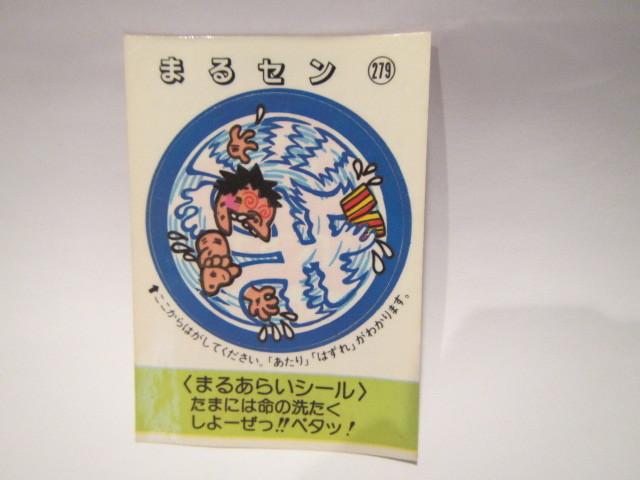 まるセン 279
⬆ここからはがしてください。「あたり」「はずれ」がわかります。
〈まるあらいシール〉
たまには命の洗たく
しよーぜっ!!ペタッ!